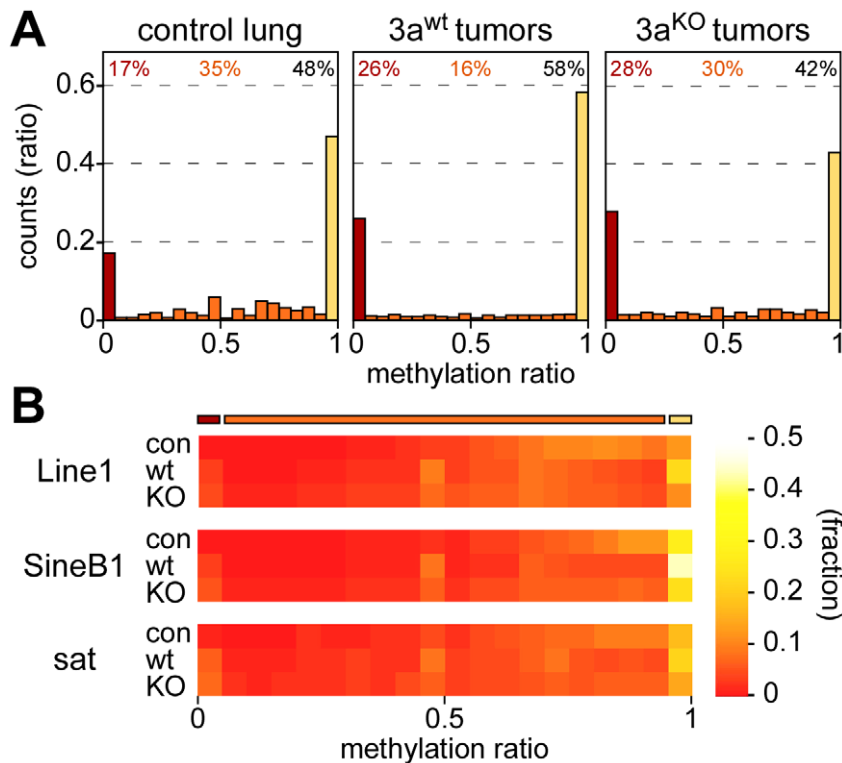 A
control lung
3a^wt tumors
3a^KO tumors
17% 35% 48%
26% 16% 58%
28% 30% 42%
counts (ratio)
0.6
0.4
0.2
0
0 0.5 1
0 0.5 1
0 0.5 1
methylation ratio
B
Line1
con
wt
KO
SineB1
con
wt
KO
sat
con
wt
KO
0 0.5 1
methylation ratio
0.5
0.4
0.3
0.2
0.1
0
(fraction)